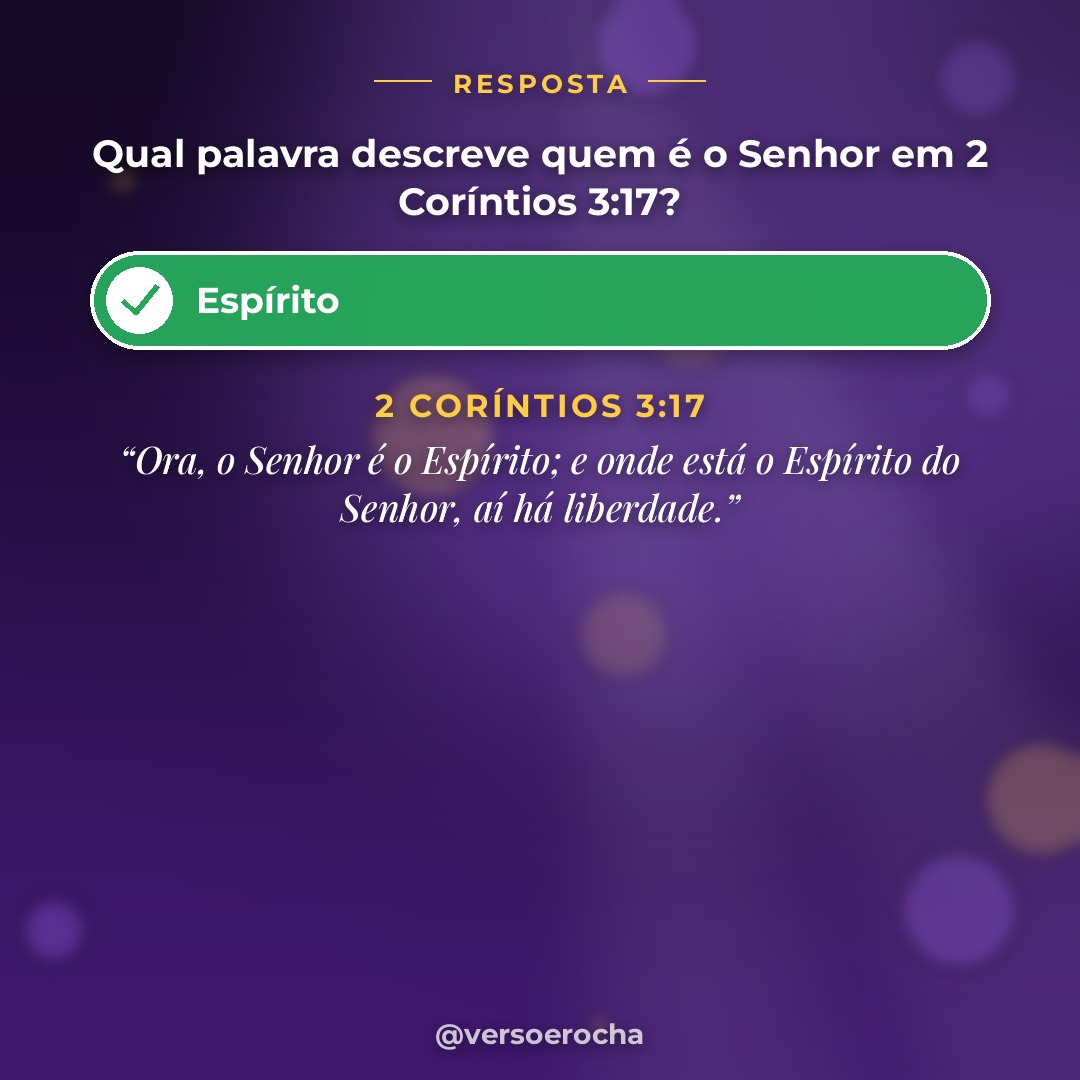 RESPOSTA
Qual palavra descreve quem é o Senhor em 2
Coríntios 3:17?
Espírito
2 CORÍNTIOS 3:17
“Ora, o Senhor é o Espírito; e onde está o Espírito do
Senhor, aí há liberdade.”
@versoerocha